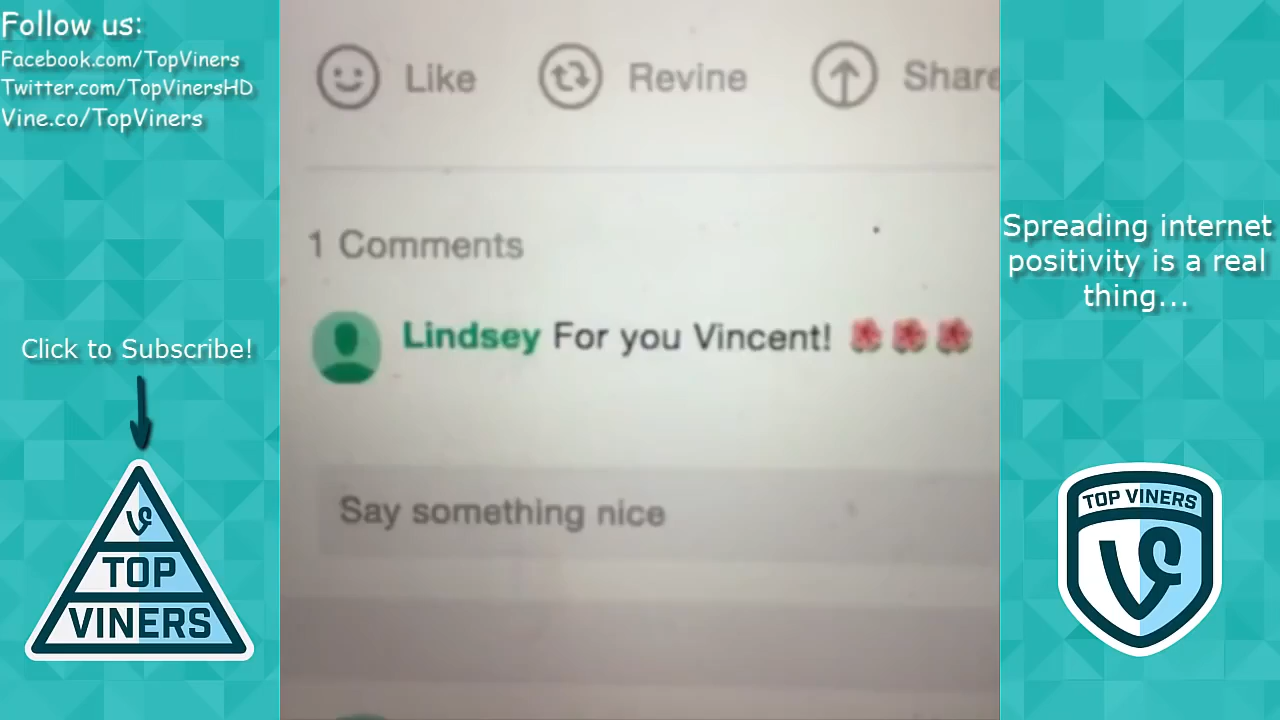 Follow us:
Facebook.com/TopViners
Twitter.com/TopVinersHD
Vine.co/TopViners
Click to Subscribe!
TOP
VINERS
Like Revine Share
1 Comments
Lindsey For you Vincent! 🌺🌺🌺
Say something nice
Spreading internet
positivity is a real
thing...
TOP VINERS